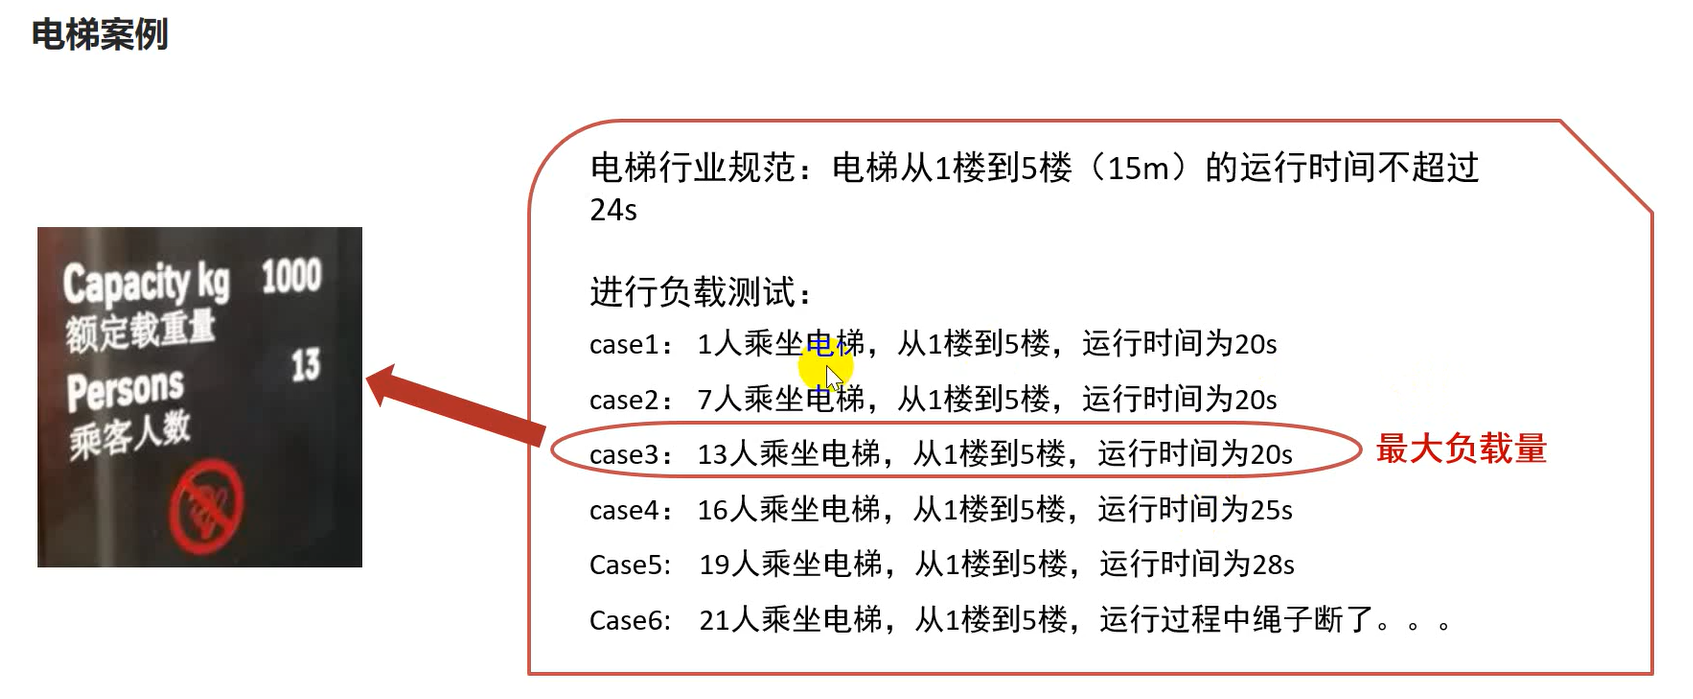 电梯案例
电梯行业规范：电梯从1楼到5楼（15m）的运行时间不超过
24s
进行负载测试：
case1： 1人乘坐电梯，从1楼到5楼，运行时间为20s
case2： 7人乘坐电梯，从1楼到5楼，运行时间为20s
case3： 13人乘坐电梯，从1楼到5楼，运行时间为20s
最大负载量
case4： 16人乘坐电梯，从1楼到5楼，运行时间为25s
Case5: 19人乘坐电梯，从1楼到5楼，运行时间为28s
Case6: 21人乘坐电梯，从1楼到5楼，运行过程中绳子断了。。。
Capacity kg 1000
额定载重量
Persons 13
乘客人数